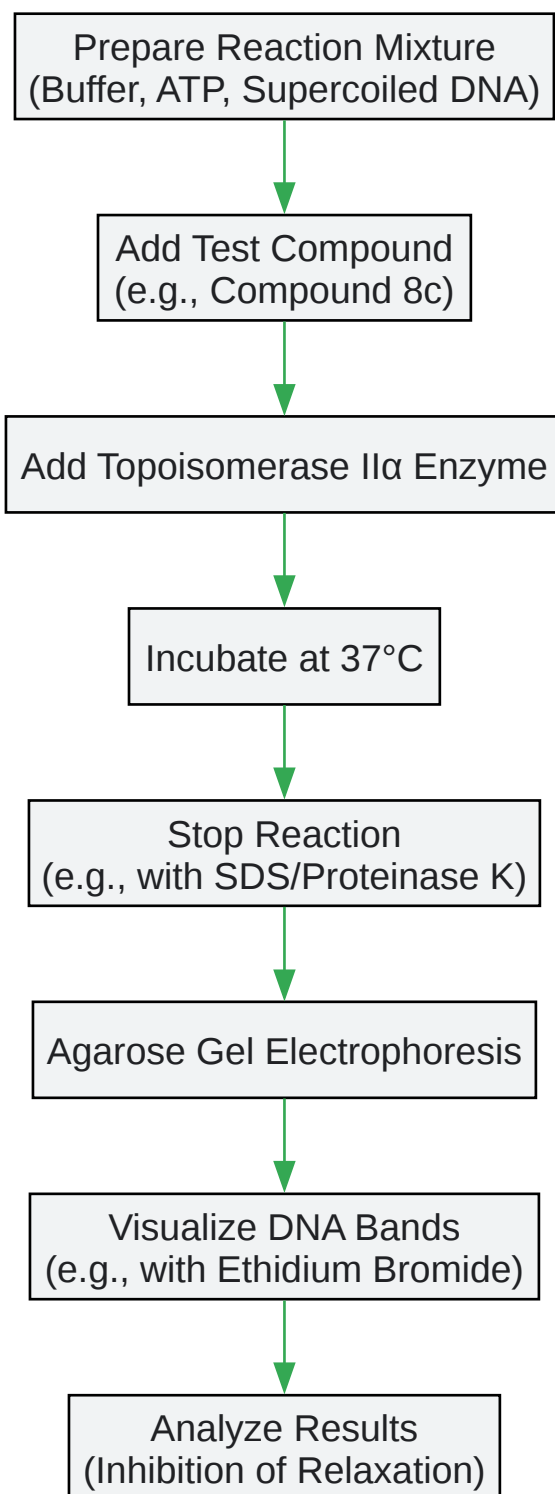 Prepare Reaction Mixture
(Buffer, ATP, Supercoiled DNA)
Add Test Compound
(e.g., Compound 8c)
Add Topoisomerase IIα Enzyme
Incubate at 37°C
Stop Reaction
(e.g., with SDS/Proteinase K)
Agarose Gel Electrophoresis
Visualize DNA Bands
(e.g., with Ethidium Bromide)
Analyze Results
(Inhibition of Relaxation)